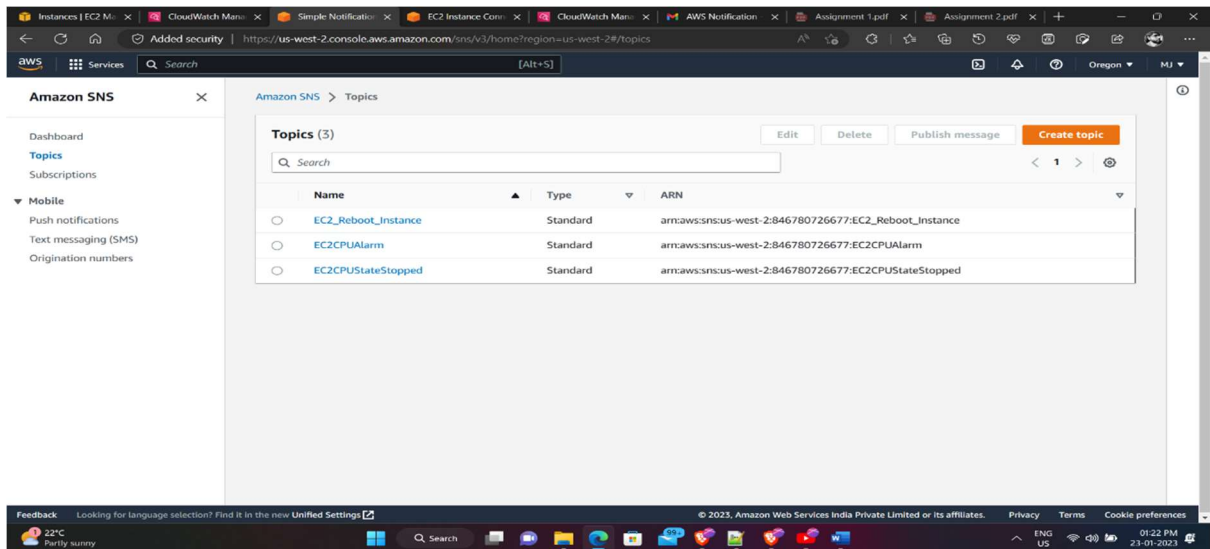 Instances | EC2 Ma
CloudWatch Mana
Simple Notification
EC2 Instance Conn
CloudWatch Mana
AWS Notification
Assignment 1.pdf
Assignment 2.pdf
Added security
https://us-west-2.console.aws.amazon.com/sns/v3/home?region=us-west-2#/topics
aws
Services
Search
[Alt+S]
Oregon
MJ
Amazon SNS
Dashboard
Topics
Subscriptions
Mobile
Push notifications
Text messaging (SMS)
Origination numbers
Amazon SNS > Topics
Topics (3)
Edit
Delete
Publish message
Create topic
Search
1
Name Type ARN
EC2_Reboot_Instance Standard arn:aws:sns:us-west-2:846780726677:EC2_Reboot_Instance
EC2CPUAlarm Standard arn:aws:sns:us-west-2:846780726677:EC2CPUAlarm
EC2CPUStateStopped Standard arn:aws:sns:us-west-2:846780726677:EC2CPUStateStopped
Feedback Looking for language selection? Find it in the new Unified Settings
© 2023, Amazon Web Services India Private Limited or its affiliates. Privacy Terms Cookie preferences
1
22°C
Partly sunny
Search
99+
ENG
US
01:22 PM
23-01-2023